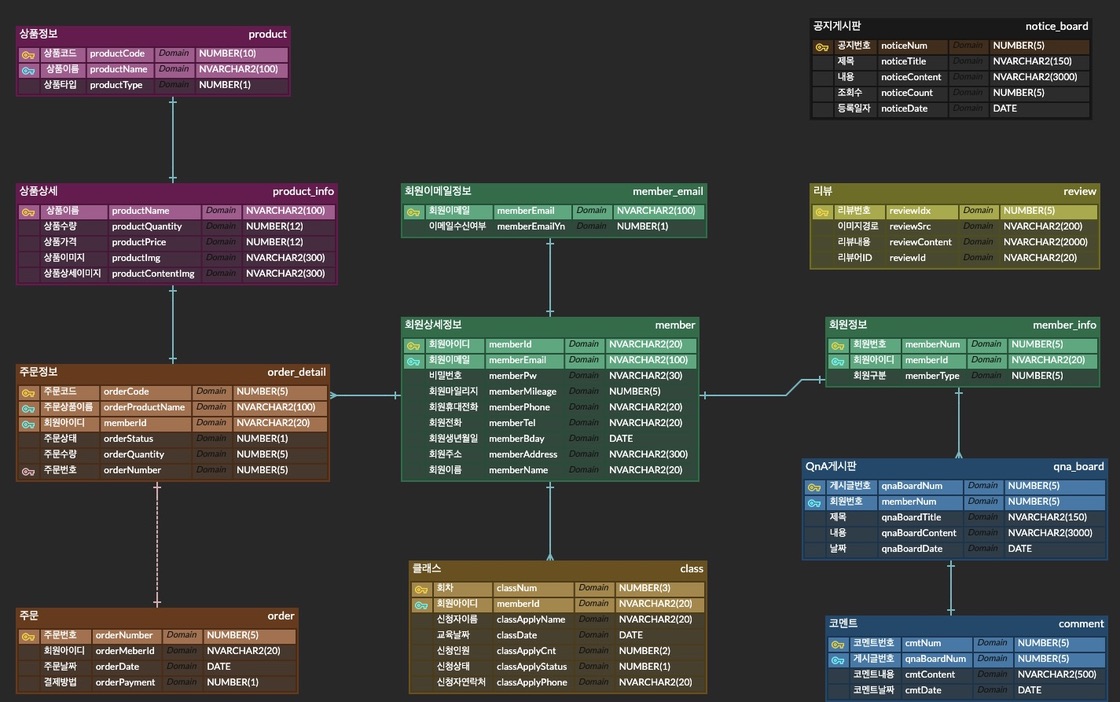 상품정보 product
상품코드 productCode Domain NUMBER(10)
상품이름 productName Domain NVARCHAR2(100)
상품타입 productType Domain NUMBER(1)
공지게시판 notice_board
공지번호 noticeNum Domain NUMBER(5)
제목 noticeTitle Domain NVARCHAR2(150)
내용 noticeContent Domain NVARCHAR2(3000)
조회수 noticeCount Domain NUMBER(5)
등록일자 noticeDate Domain DATE
상품상세 product_info
상품이름 productName Domain NVARCHAR2(100)
상품수량 productQuantity Domain NUMBER(12)
상품가격 productPrice Domain NUMBER(12)
상품이미지 productImg Domain NVARCHAR2(300)
상품상세이미지 productContentImg Domain NVARCHAR2(300)
회원이메일정보 member_email
회원이메일 memberEmail Domain NVARCHAR2(100)
이메일수신여부 memberEmailYn Domain NUMBER(1)
리뷰 review
리뷰번호 reviewIdx Domain NUMBER(5)
이미지경로 reviewSrc Domain NVARCHAR2(200)
리뷰내용 reviewContent Domain NVARCHAR2(2000)
리뷰어ID reviewId Domain NVARCHAR2(20)
회원상세정보 member
회원아이디 memberId Domain NVARCHAR2(20)
회원이메일 memberEmail Domain NVARCHAR2(100)
비밀번호 memberPw Domain NVARCHAR2(30)
회원마일리지 memberMileage Domain NUMBER(5)
회원휴대전화 memberPhone Domain NVARCHAR2(20)
회원전화 memberTel Domain NVARCHAR2(20)
회원생년월일 memberBday Domain DATE
회원주소 memberAddress Domain NVARCHAR2(300)
회원이름 memberName Domain NVARCHAR2(20)
회원정보 member_info
회원번호 memberNum Domain NUMBER(5)
회원아이디 memberId Domain NVARCHAR2(20)
회원구분 memberType Domain NUMBER(5)
주문정보 order_detail
주문코드 orderCode Domain NUMBER(5)
주문상품이름 orderProductName Domain NVARCHAR2(100)
회원아이디 memberId Domain NVARCHAR2(20)
주문상태 orderStatus Domain NUMBER(1)
주문수량 orderQuantity Domain NUMBER(5)
주문번호 orderNumber Domain NUMBER(5)
QnA게시판 qna_board
게시글번호 qnaBoardNum Domain NUMBER(5)
회원번호 memberNum Domain NUMBER(5)
제목 qnaBoardTitle Domain NVARCHAR2(150)
내용 qnaBoardContent Domain NVARCHAR2(3000)
날짜 qnaBoardDate Domain DATE
클래스 class
회차 classNum Domain NUMBER(3)
회원아이디 memberId Domain NVARCHAR2(20)
신청자이름 classApplyName Domain NVARCHAR2(20)
교육날짜 classDate Domain DATE
신청인원 classApplyCnt Domain NUMBER(2)
신청상태 classApplyStatus Domain NUMBER(1)
신청자연락처 classApplyPhone Domain NVARCHAR2(20)
주문 order
주문번호 orderNumber Domain NUMBER(5)
회원아이디 orderMeberId Domain NVARCHAR2(20)
주문날짜 orderDate Domain DATE
결제방법 orderPayment Domain NUMBER(1)
코멘트 comment
코멘트번호 cmtNum Domain NUMBER(5)
게시글번호 qnaBoardNum Domain NUMBER(5)
코멘트내용 cmtContent Domain NVARCHAR2(500)
코멘트날짜 cmtDate Domain DATE